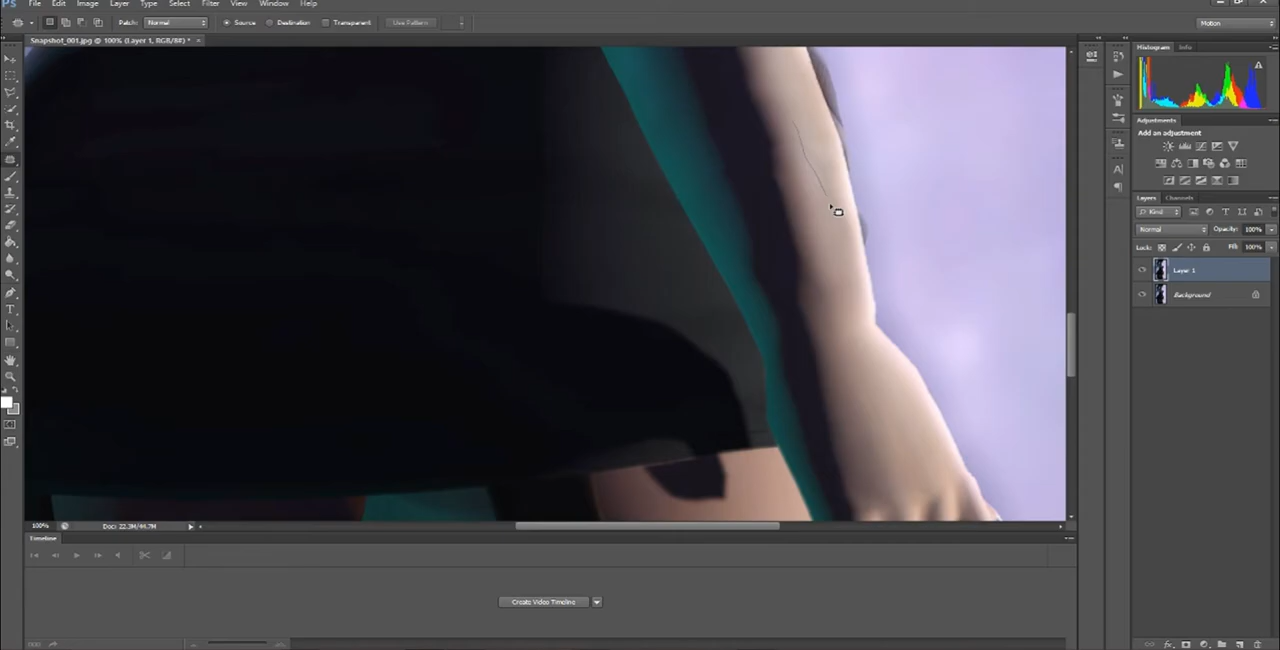 PS File Edit Image Layer Type Select Filter View Window Help
Patch: Normal Source Destination Transparent Use Pattern Motion
Snapshot_001.jpg @ 100% (Layer 1, RGB/8#) * ×
Histogram Info
Adjustments
Add an adjustment
Layers Channels
Kind
Normal Opacity: 100%
Lock: Fill: 100%
Layer 1
Background
100% Doc: 22.3M/44.7M
Timeline
Create Video Timeline